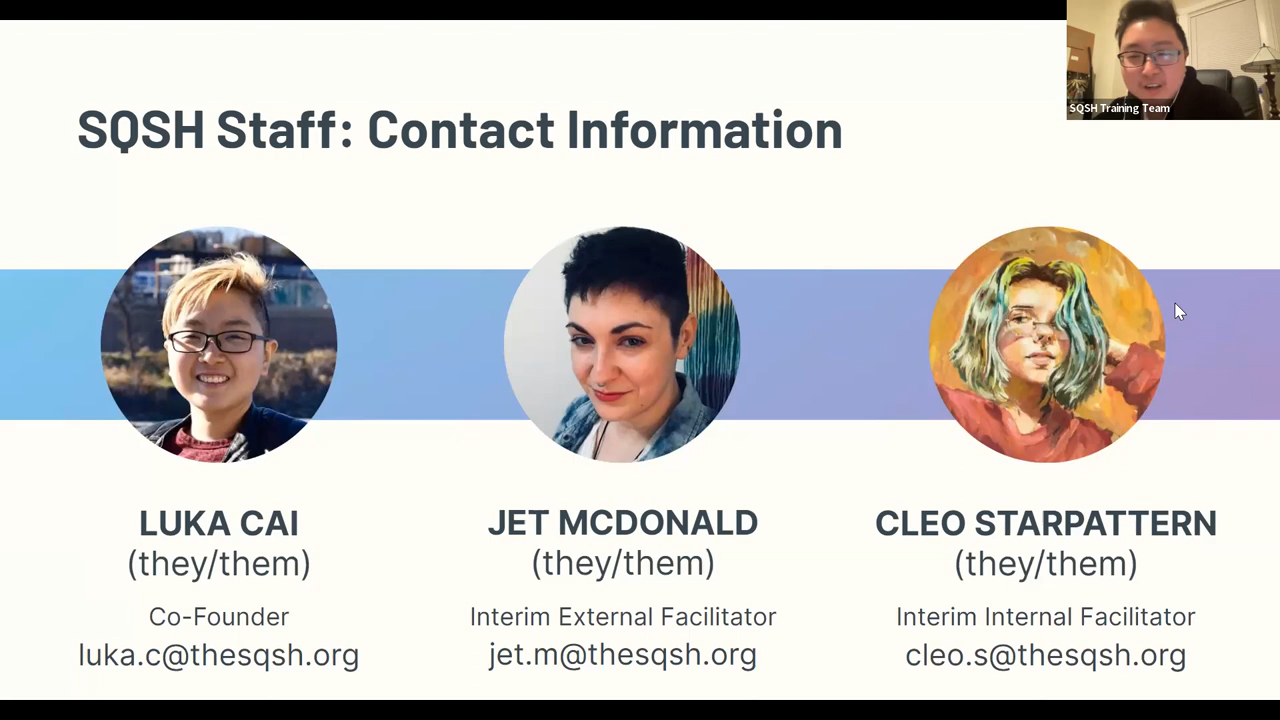 SQSH Training Team
SQSH Staff: Contact Information
LUKA CAI
(they/them)
Co-Founder
luka.c@thesqsh.org
JET MCDONALD
(they/them)
Interim External Facilitator
jet.m@thesqsh.org
CLEO STARPATTERN
(they/them)
Interim Internal Facilitator
cleo.s@thesqsh.org